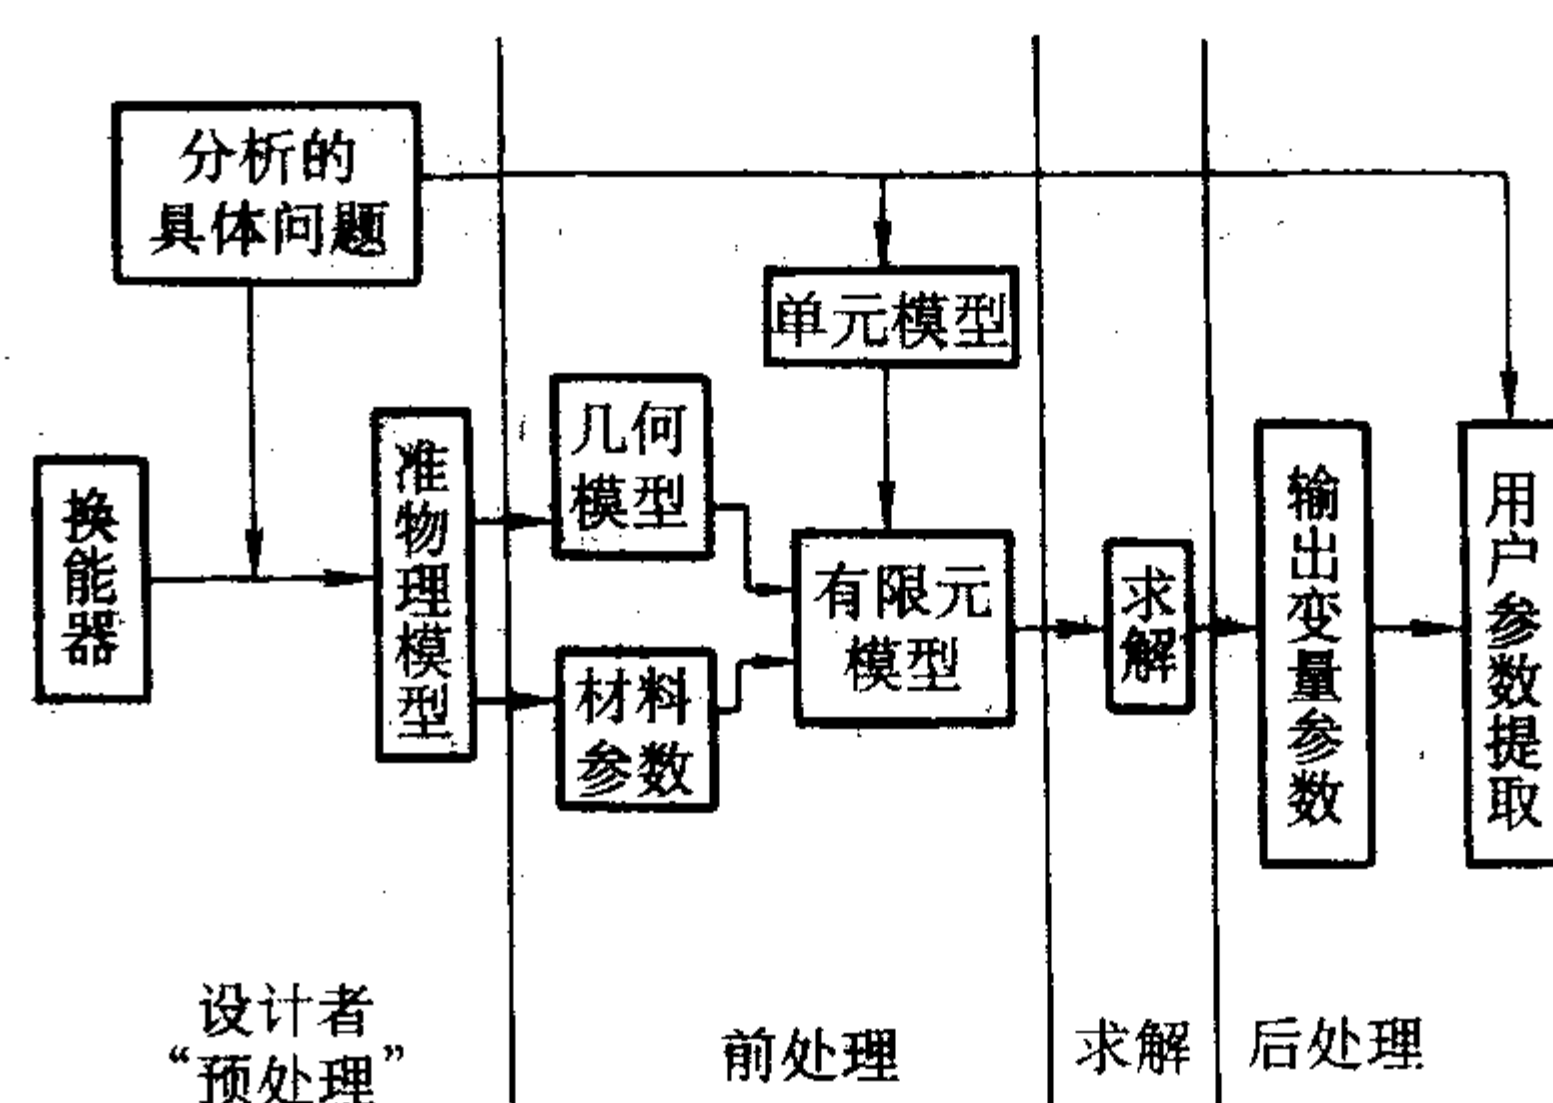 分析的
具体问题
单元模型
几何
模型
准物理模型
换能器
有限元
模型
材料
参数
求解
输出变量参数
用户参数提取
设计者
“预处理”
前处理
求解
后处理